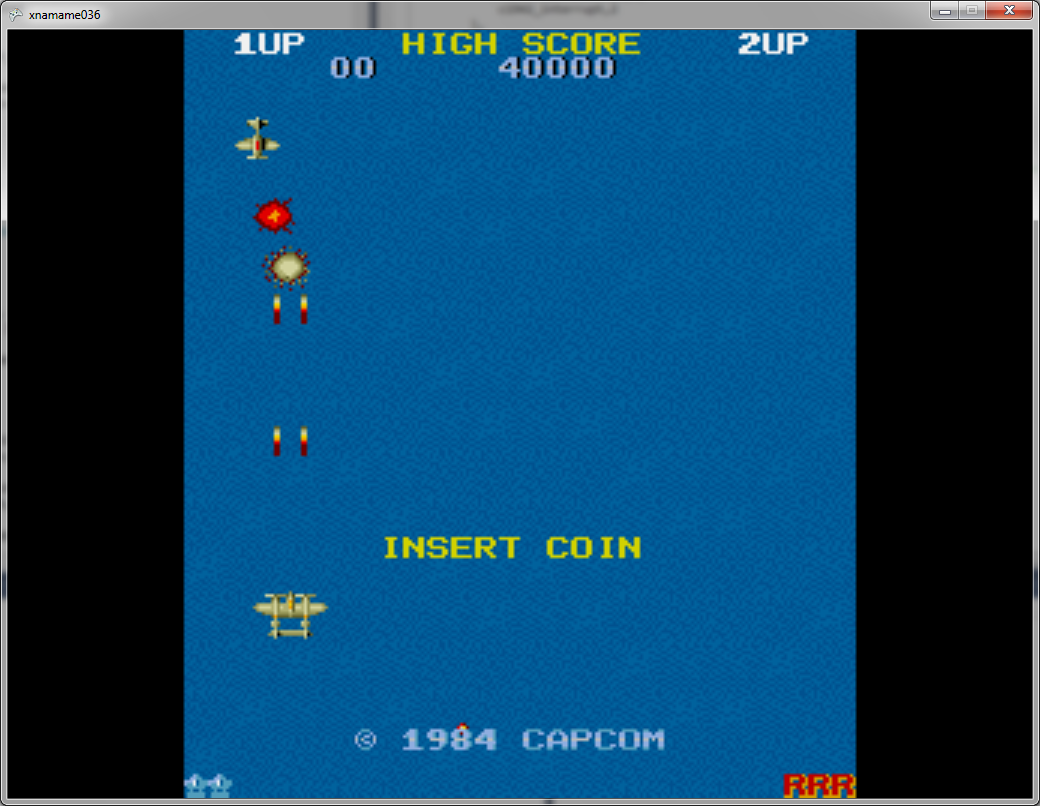 xnamame036
1UP HIGH SCORE 2UP
00 40000
INSERT COIN
© 1984 CAPCOM
RRR